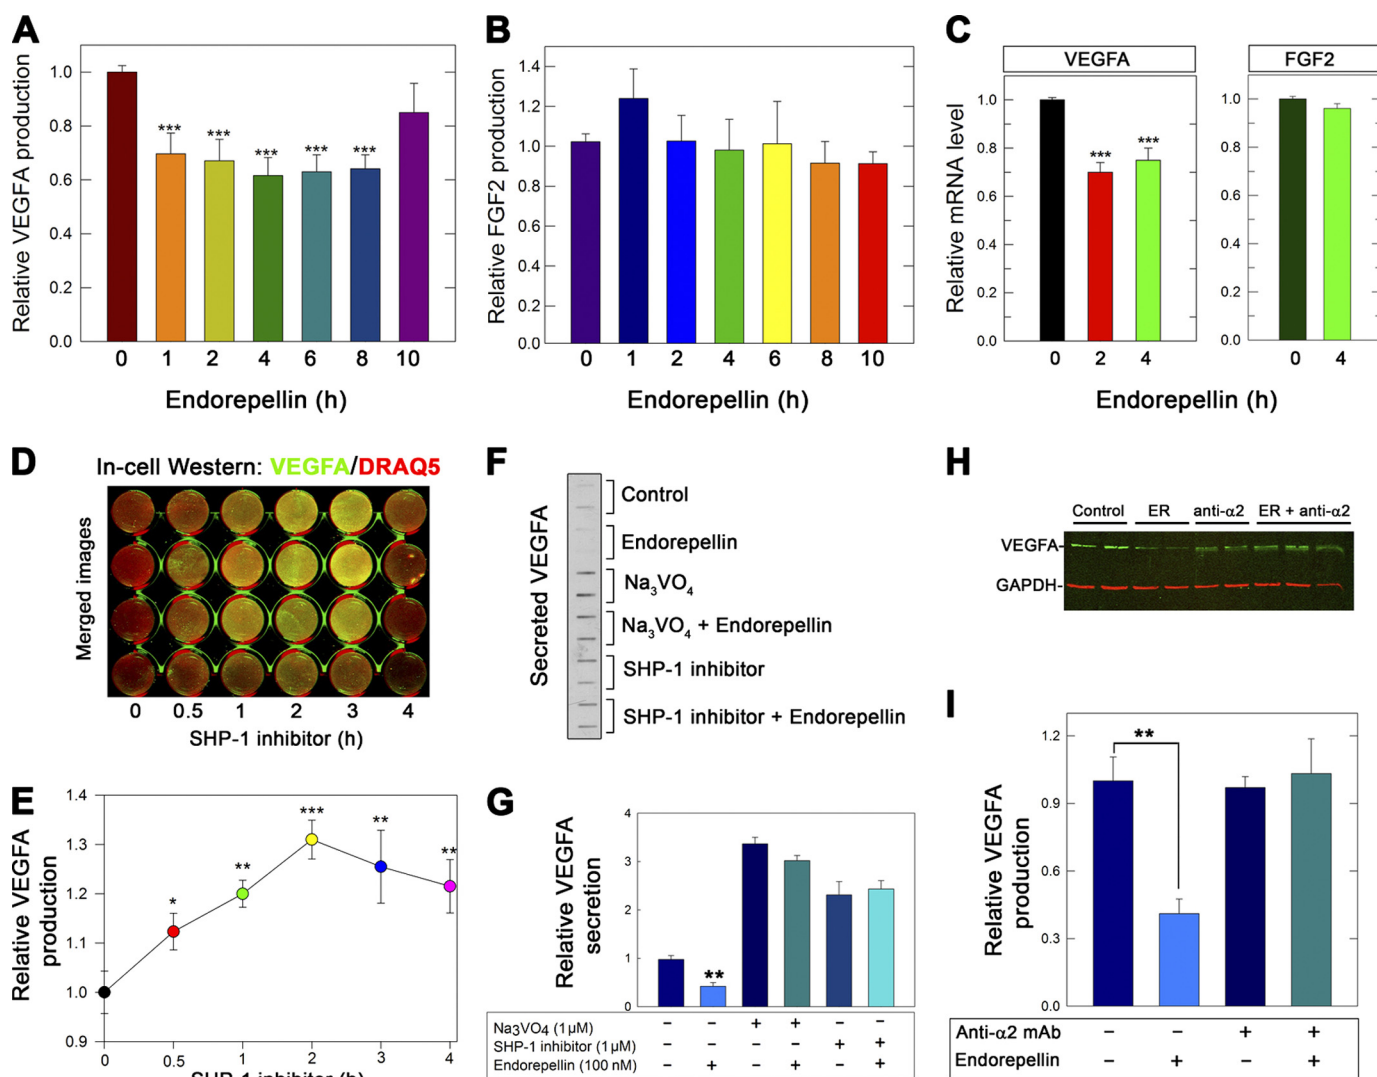 A
Relative VEGFA production
1.0
0.8
0.6
0.4
0.2
0.0
*** *** *** *** ***
0 1 2 4 6 8 10
Endorepellin (h)
B
Relative FGF2 production
1.4
1.2
1.0
0.8
0.6
0.4
0.2
0.0
0 1 2 4 6 8 10
Endorepellin (h)
C
VEGFA
FGF2
Relative mRNA level
1.0
0.8
0.6
0.4
0.2
0.0
*** ***
0 2 4
1.0
0.8
0.6
0.4
0.2
0.0
0 4
Endorepellin (h)
D
In-cell Western: VEGFA/DRAQ5
Merged images
0 0.5 1 2 3 4
SHP-1 inhibitor (h)
E
Relative VEGFA
production
1.4
1.3
1.2
1.1
1.0
0.9
* ** *** ** **
0 0.5 1 2 3 4
SHP-1 inhibitor (h)
F
Secreted VEGFA
Control
Endorepellin
Na3VO4
Na3VO4 + Endorepellin
SHP-1 inhibitor
SHP-1 inhibitor + Endorepellin
G
Relative VEGFA
secretion
4
3
2
1
0
**
Na3VO4 (1µM) – – + + – –
SHP-1 inhibitor (1µM) – – – – + +
Endorepellin (100 nM) – + – + – +
H
Control ER anti-α2 ER + anti-α2
VEGFA-
GAPDH-
I
Relative VEGFA
production
1.2
0.9
0.6
0.3
0.0
**
Anti-α2 mAb – – + +
Endorepellin – + – +